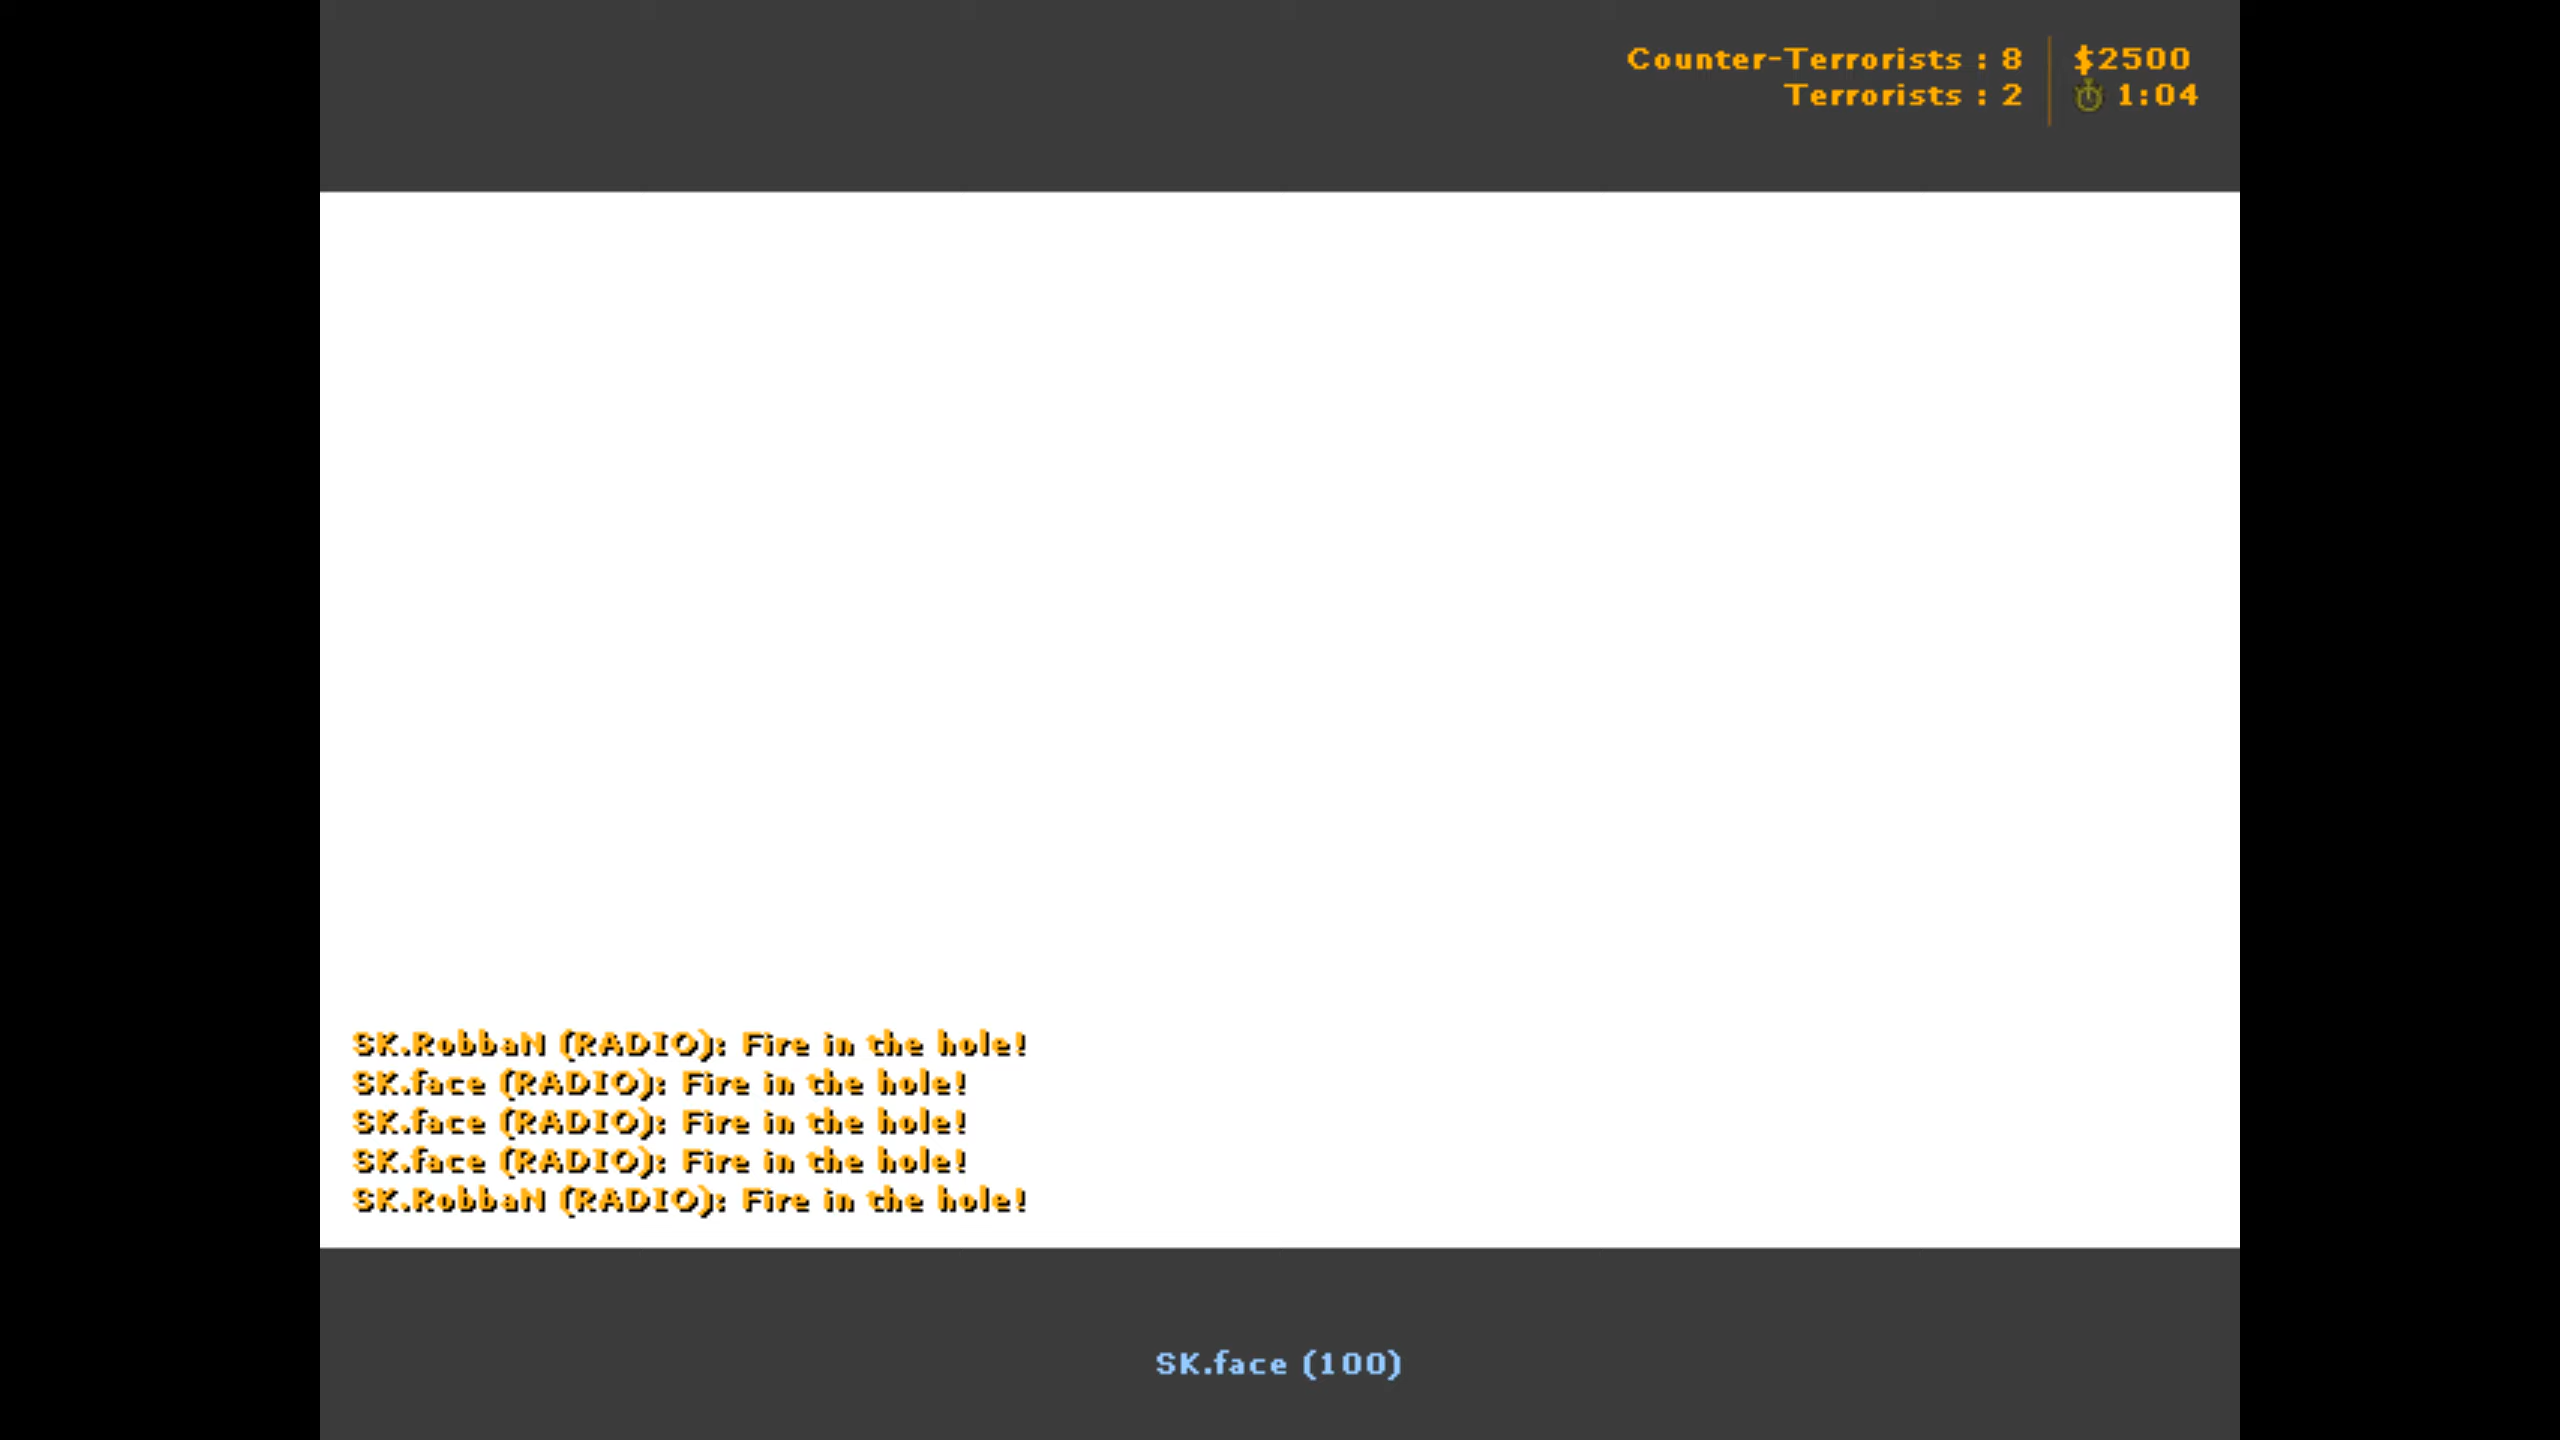 Counter-Terrorists : 8 $2500
Terrorists : 2 1:04
SK.RobbaN (RADIO): Fire in the hole!
SK.face (RADIO): Fire in the hole!
SK.face (RADIO): Fire in the hole!
SK.face (RADIO): Fire in the hole!
SK.RobbaN (RADIO): Fire in the hole!
SK.face (100)